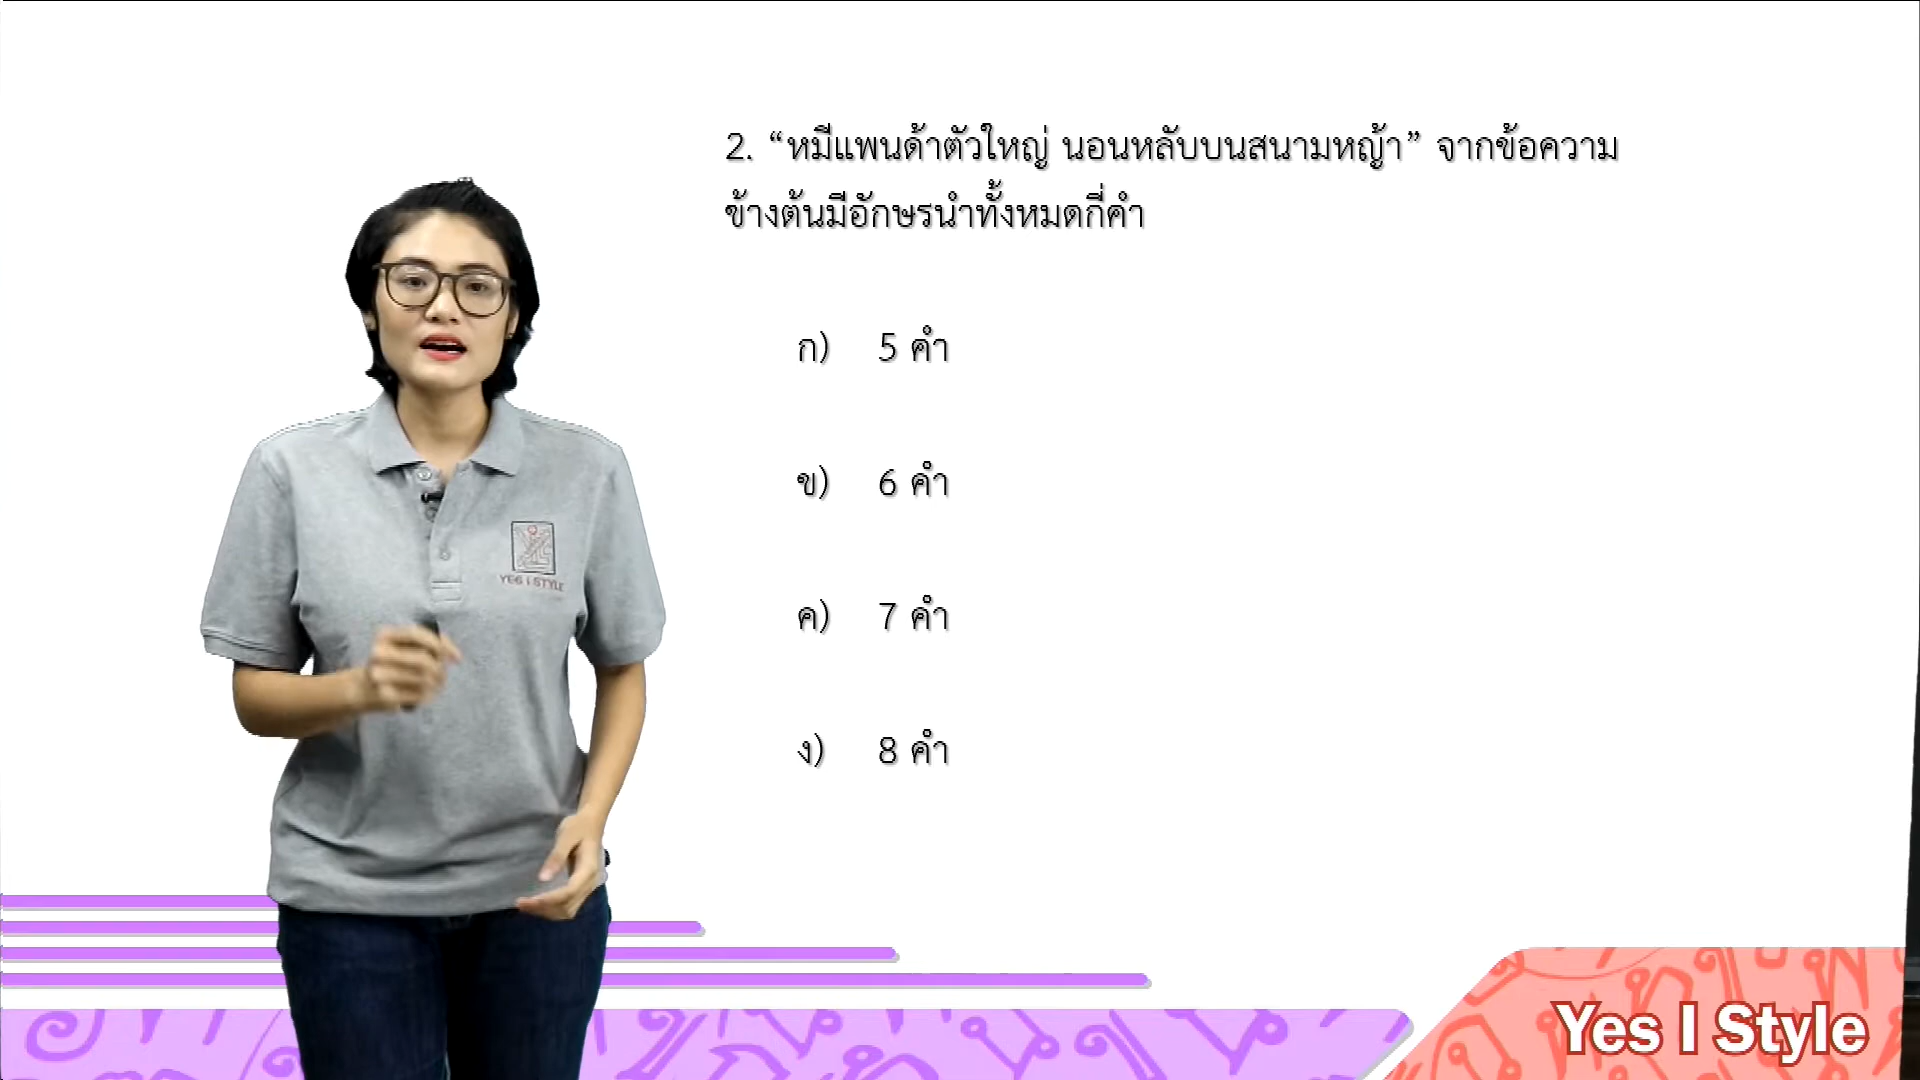 2. “หมีแพนด้าตัวใหญ่ นอนหลับบนสนามหญ้า” จากข้อความ
ข้างต้นมีอักษรนำทั้งหมดกี่คำ
ก) 5 คำ
ข) 6 คำ
ค) 7 คำ
ง) 8 คำ
YES I STYLE
Yes I Style